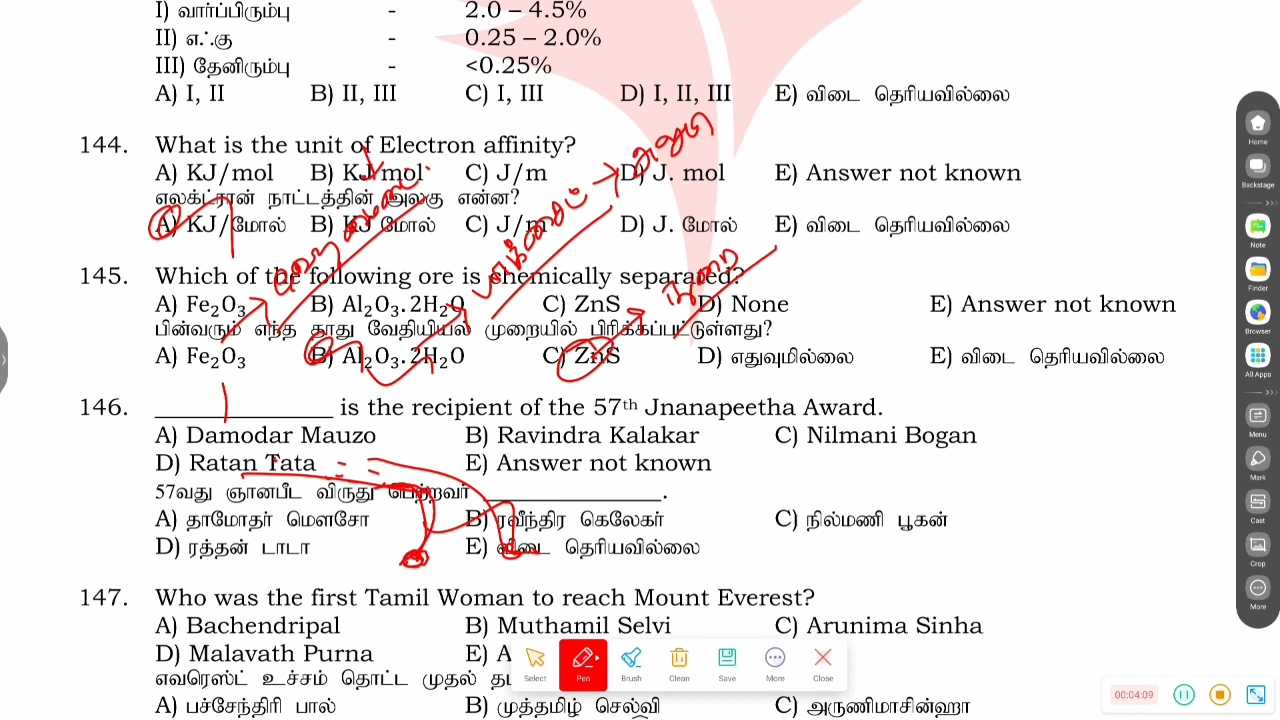 I) வார்ப்பிரும்பு - 2.0 – 4.5%
II) எஃகு - 0.25 – 2.0%
III) தேனிரும்பு - <0.25%
A) I, II B) II, III C) I, III D) I, II, III E) விடை தெரியவில்லை
144. What is the unit of Electron affinity?
A) KJ/mol B) KJ mol C) J/m D) J. mol E) Answer not known
எலக்ட்ரான் நாட்டத்தின் அலகு என்ன?
A) KJ/மோல் B) KJ மோல் C) J/m D) J. மோல் E) விடை தெரியவில்லை
145. Which of the following ore is chemically separated?
A) Fe₂O₃ B) Al₂O₃.2H₂O C) ZnS D) None E) Answer not known
பின்வரும் எந்த தாது வேதியியல் முறையில் பிரிக்கப்பட்டுள்ளது?
A) Fe₂O₃ B) Al₂O₃.2H₂O C) ZnS D) எதுவுமில்லை E) விடை தெரியவில்லை
146. ______________ is the recipient of the 57th Jnanapeetha Award.
A) Damodar Mauzo B) Ravindra Kalakar C) Nilmani Bogan
D) Ratan Tata E) Answer not known
57வது ஞானபீட விருது பெற்றவர் ______________.
A) தாமோதர் மௌசோ B) ரவீந்திர கெலேகர் C) நில்மணி பூகன்
D) ரத்தன் டாடா E) விடை தெரியவில்லை
147. Who was the first Tamil Woman to reach Mount Everest?
A) Bachendripal B) Muthamil Selvi C) Arunima Sinha
D) Malavath Purna E) A
எவரெஸ்ட் உச்சம் தொட்ட முதல்
A) பச்சேந்திரி பால் B) முத்தமிழ் செல்வி C) அருணிமாசின்ஹா
Select Pen Brush Clean Save More Close
Home
Backstage
Note
Finder
Browser
All Apps
Menu
Mark
Cast
Crop
More
00:04:09